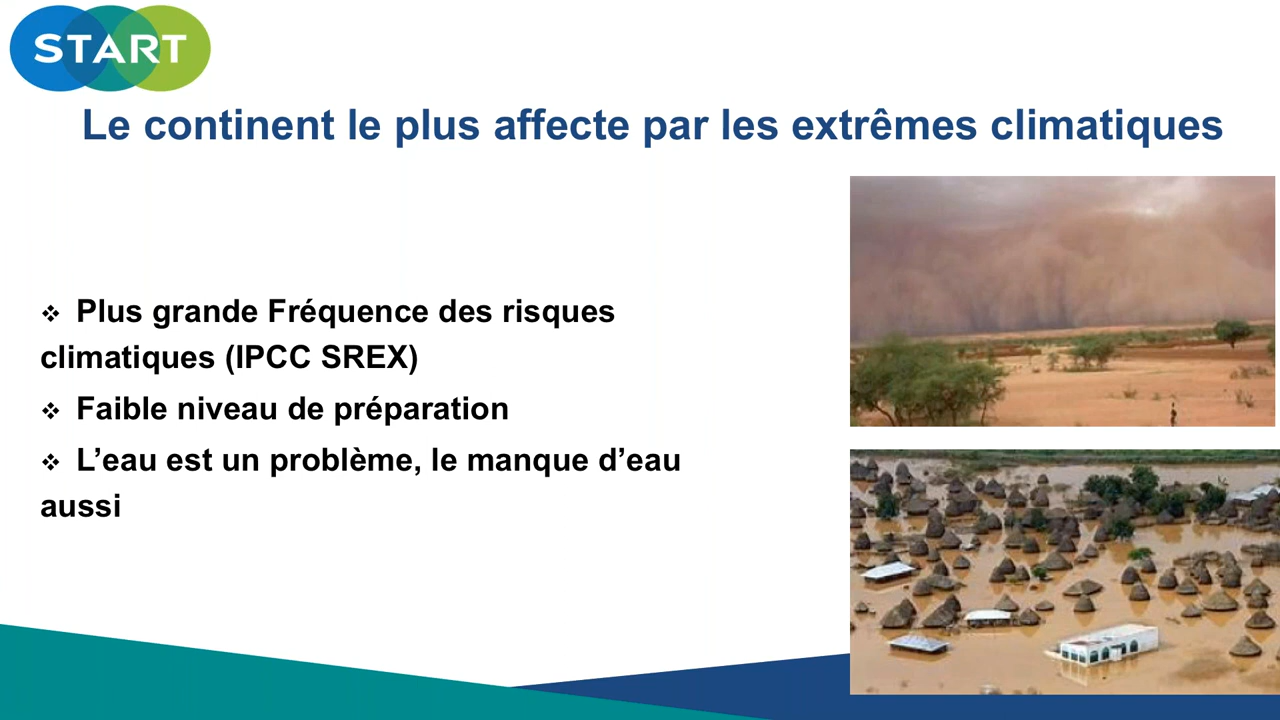 START
Le continent le plus affecte par les extrêmes climatiques
❖ Plus grande Fréquence des risques
climatiques (IPCC SREX)
❖ Faible niveau de préparation
❖ L’eau est un problème, le manque d’eau
aussi